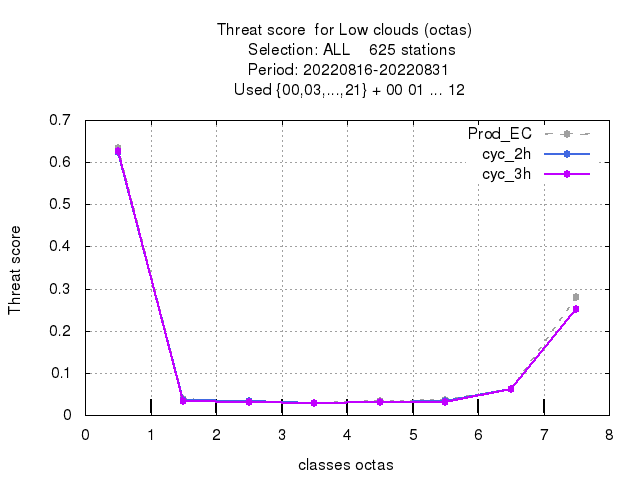 Threat score  for Low clouds (octas)
Selection: ALL    625 stations
Period: 20220816-20220831
Used {00,03,...,21} + 00 01 ... 12
0.7
0.6
0.5
0.4
0.3
0.2
0.1
0
Threat score
Prod_EC
cyc_2h
cyc_3h
0 1 2 3 4 5 6 7 8
classes octas